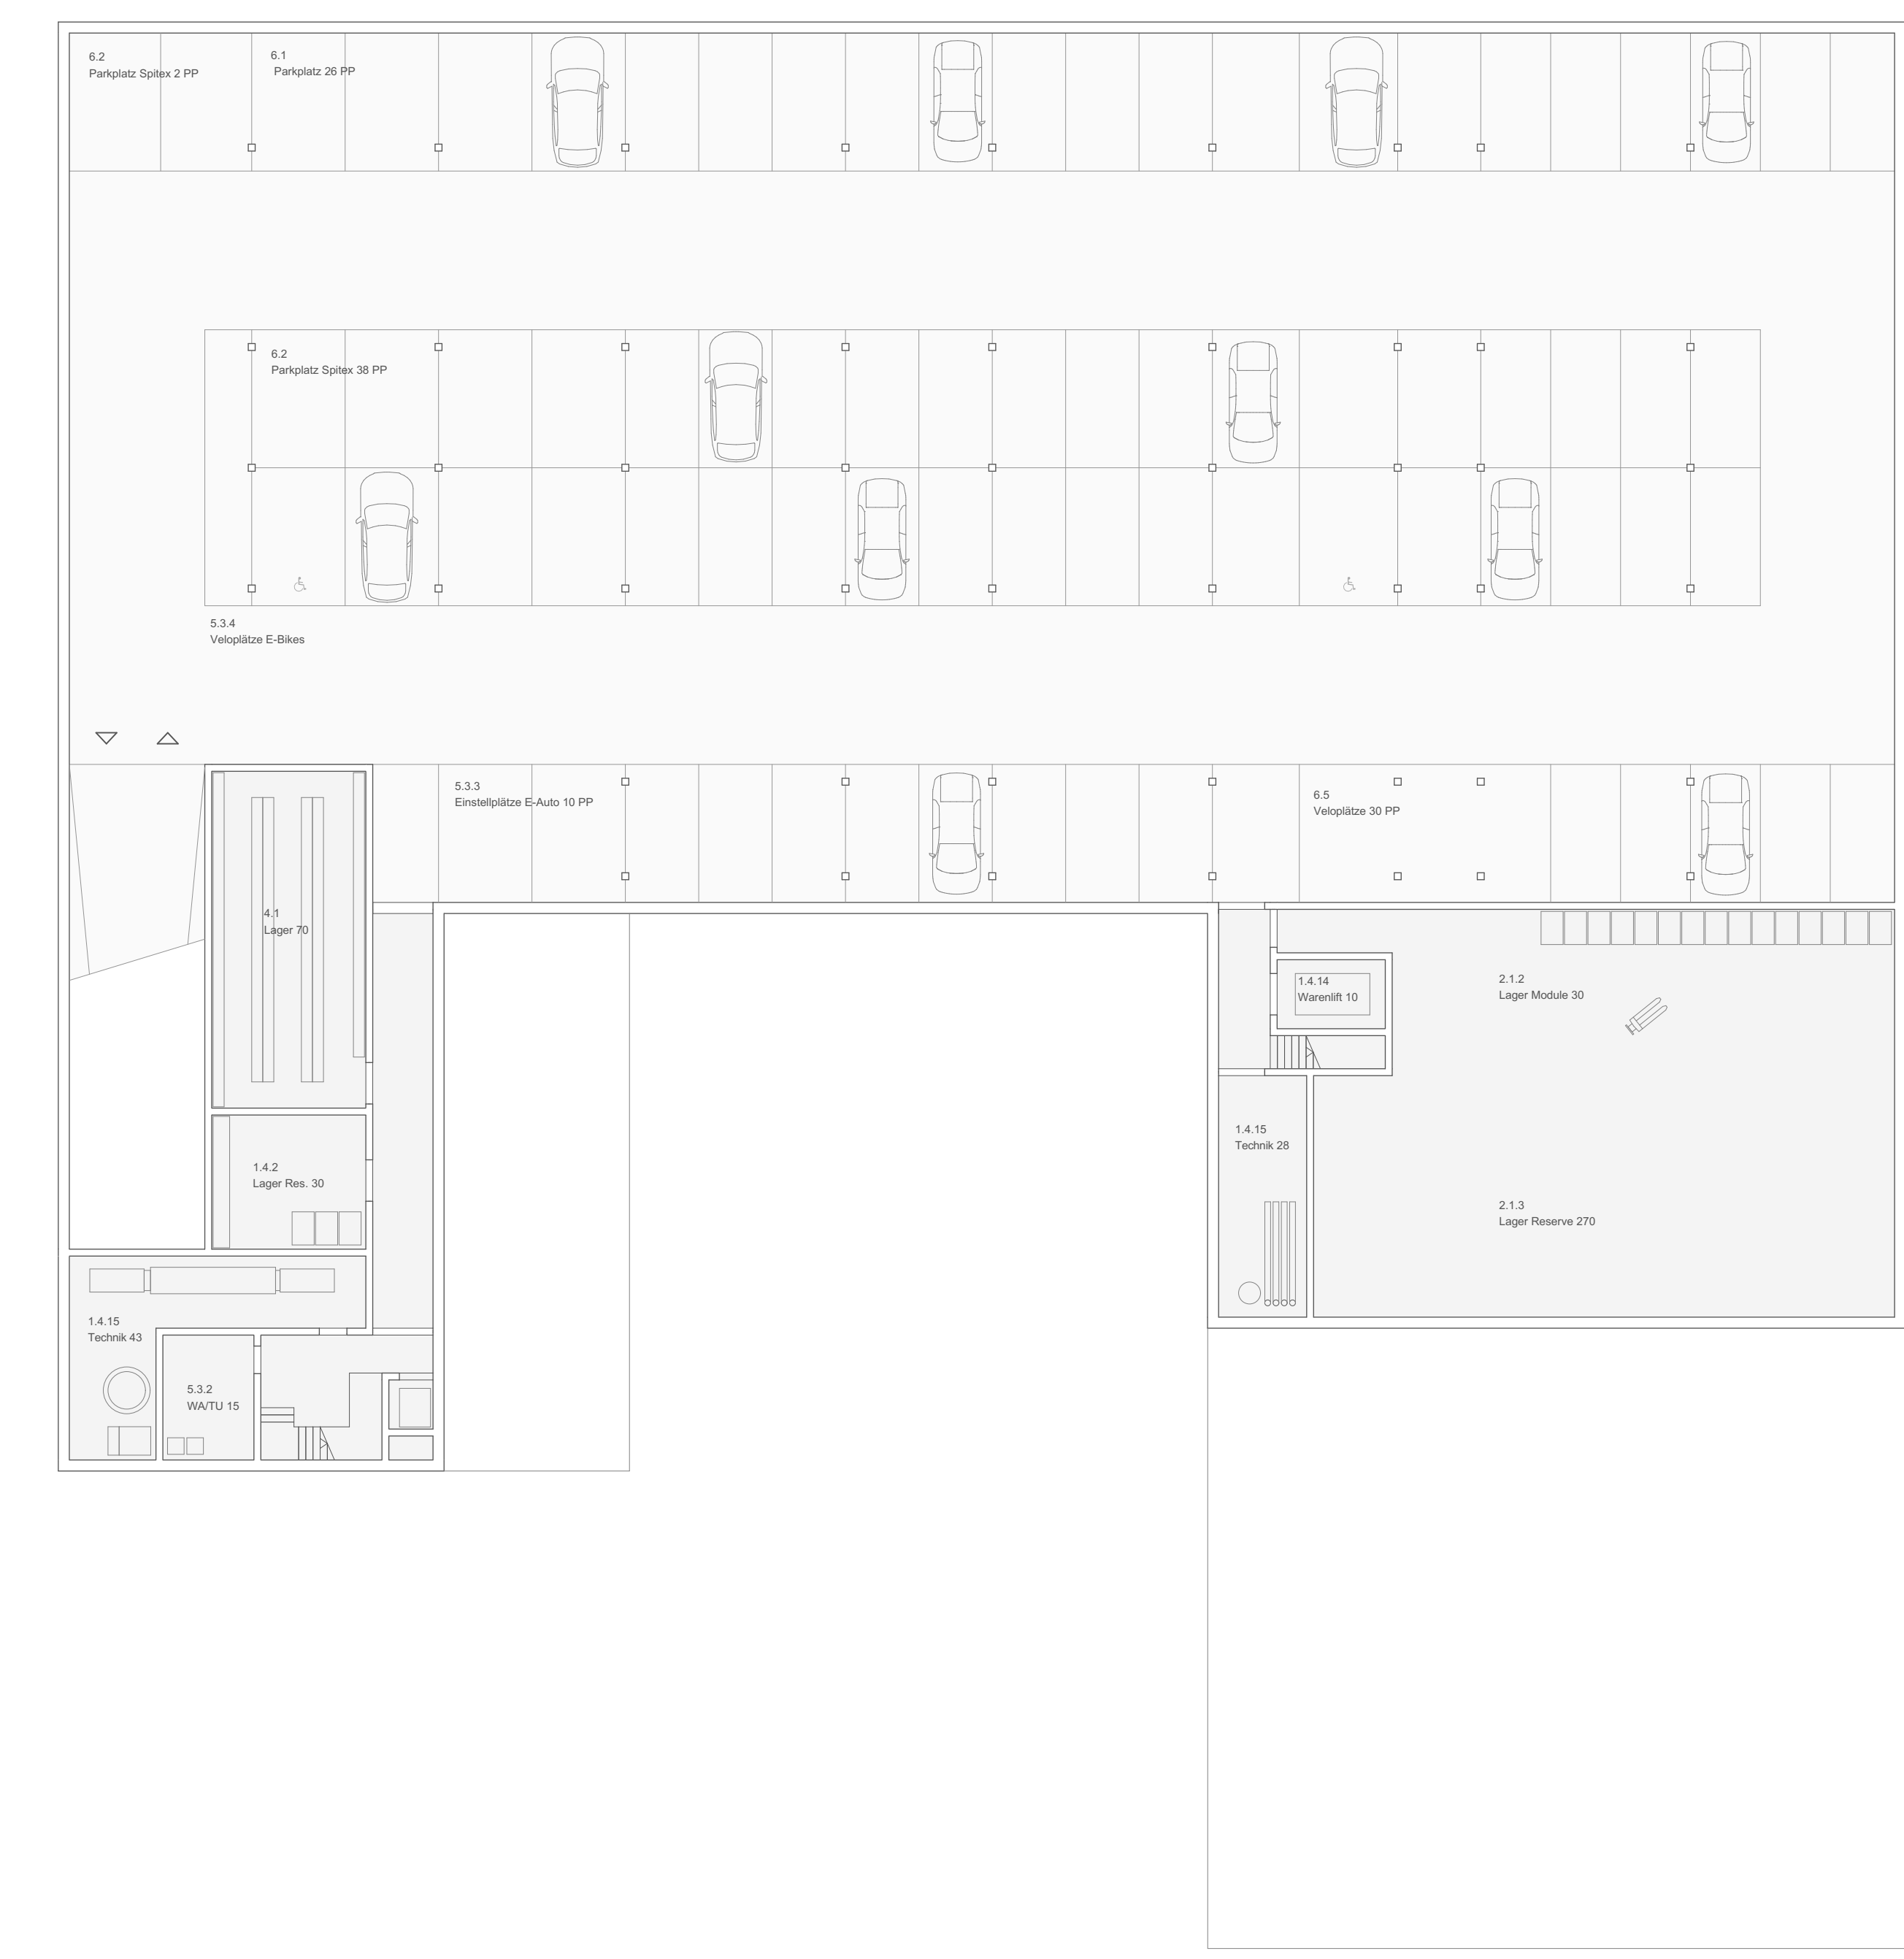 6.2
Parkplatz Spitex 2 PP
6.1
Parkplatz 26 PP
6.2
Parkplatz Spitex 38 PP
5.3.4
Veloplätze E-Bikes
5.3.3
Einstellplätze E-Auto 10 PP
6.5
Veloplätze 30 PP
4.1
Lager 70
1.4.14
Warenlift 10
2.1.2
Lager Module 30
1.4.15
Technik 28
1.4.2
Lager Res. 30
2.1.3
Lager Reserve 270
1.4.15
Technik 43
5.3.2
WA/TU 15